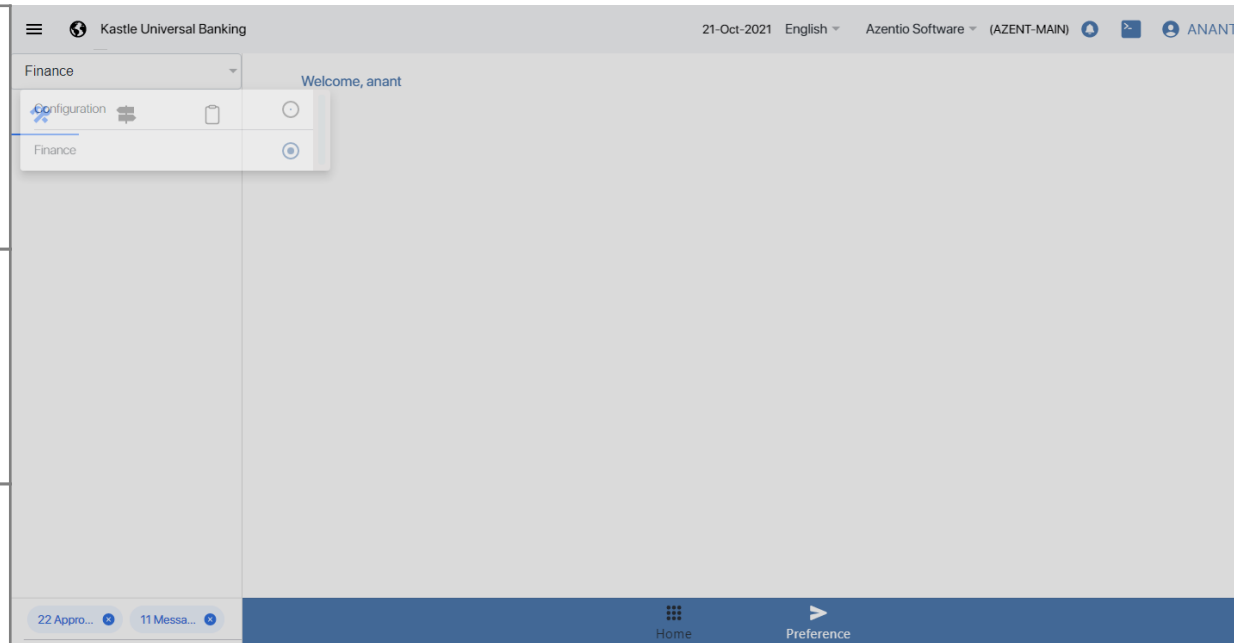 Kastle Universal Banking 21-Oct-2021 English Azentio Software (AZENT-MAIN) ANANT
Finance
Welcome, anant
Configuration
Finance
22 Appro... 11 Messa...
Home Preference